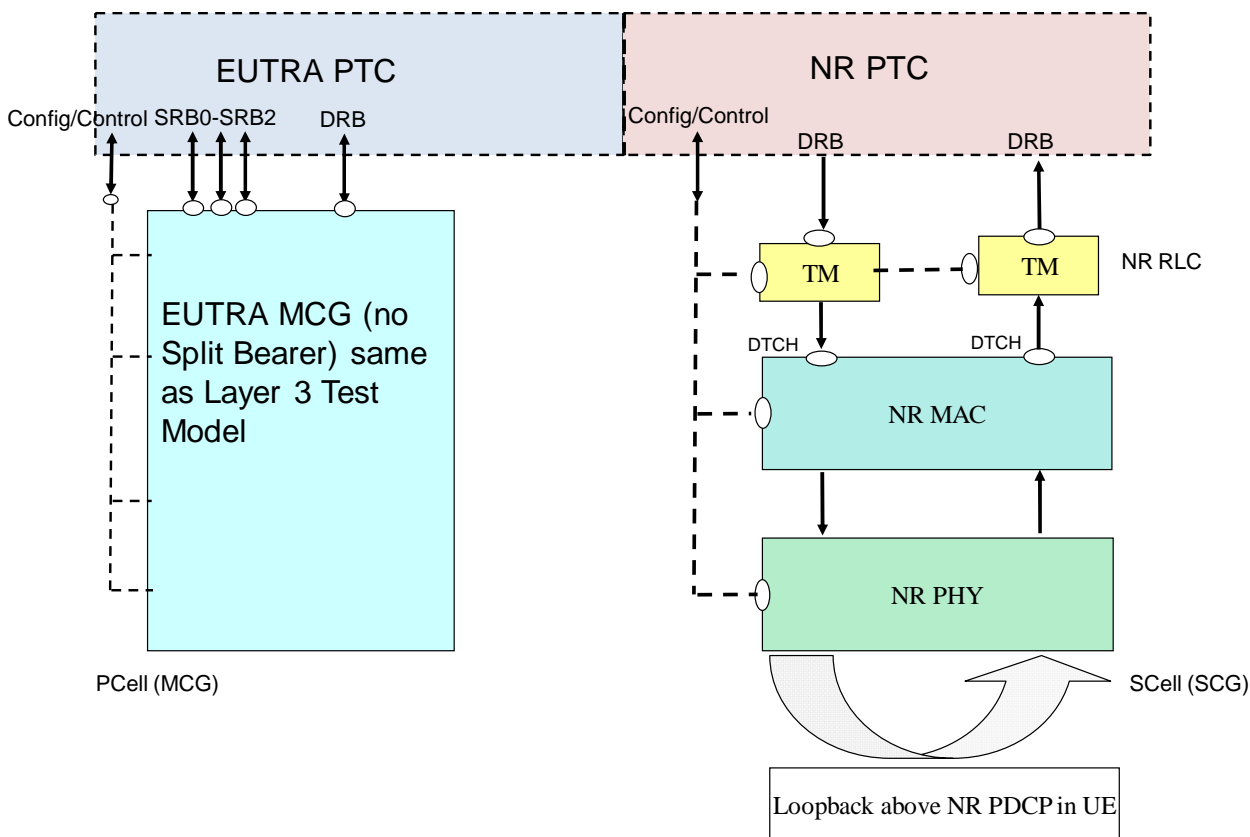 EUTRA PTC
NR PTC
Config/Control
SRB0-SRB2
DRB
Config/Control
DRB
DRB
TM
TM
NR RLC
EUTRA MCG (no
Split Bearer) same
as Layer 3 Test
Model
DTCH
DTCH
NR MAC
NR PHY
PCell (MCG)
SCell (SCG)
Loopback above NR PDCP in UE